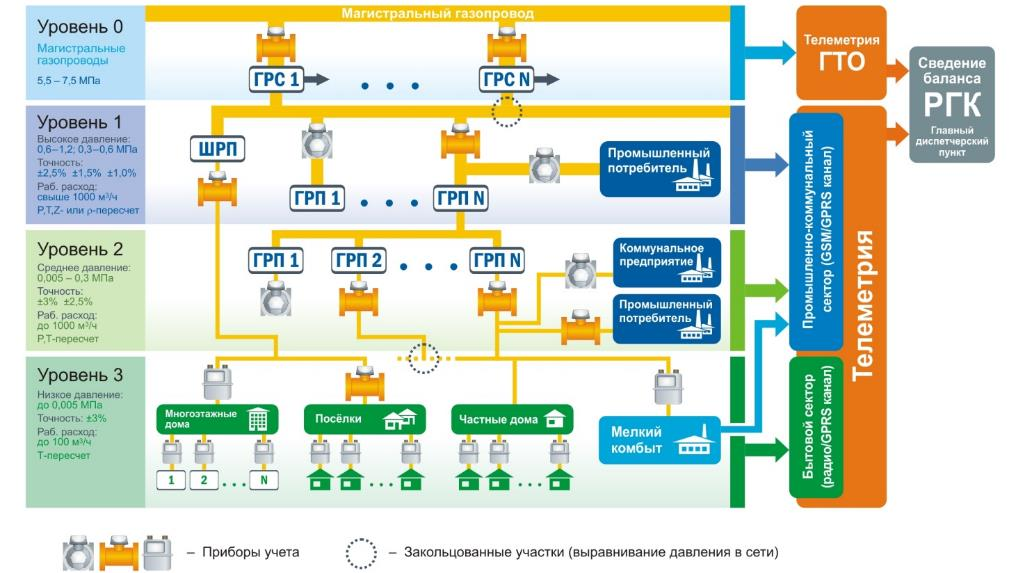 Магистральный газопровод
Уровень 0
Магистральные
газопроводы
5,5 – 7,5 МПа
ГРС 1
ГРС N
Телеметрия
ГТО
Сведение
баланса
РГК
Главный
диспетчерский
пункт
Уровень 1
Высокое давление:
0,6–1,2; 0,3–0,6 МПа
Точность:
±2,5% ±1,5% ±1,0%
Раб. расход:
свыше 1000 м³/ч
P,T,Z- или ρ-пересчет
ШРП
ГРП 1
ГРП N
Промышленный
потребитель
Уровень 2
Среднее давление:
0,005 – 0,3 МПа
Точность:
±3% ±2,5%
Раб. расход:
до 1000 м³/ч
P,T-пересчет
ГРП 1
ГРП 2
ГРП N
Коммунальное
предприятие
Промышленный
потребитель
Промышленно-коммунальный
сектор (GSM/GPRS канал)
Телеметрия
Уровень 3
Низкое давление:
до 0,005 МПа
Точность: ±3%
Раб. расход:
до 100 м³/ч
Т-пересчет
Многоэтажные
дома
Посёлки
Частные дома
Мелкий
комбыт
1 2 ... N
Бытовой сектор
(радио/GPRS канал)
– Приборы учета
– Закольцованные участки (выравнивание давления в сети)